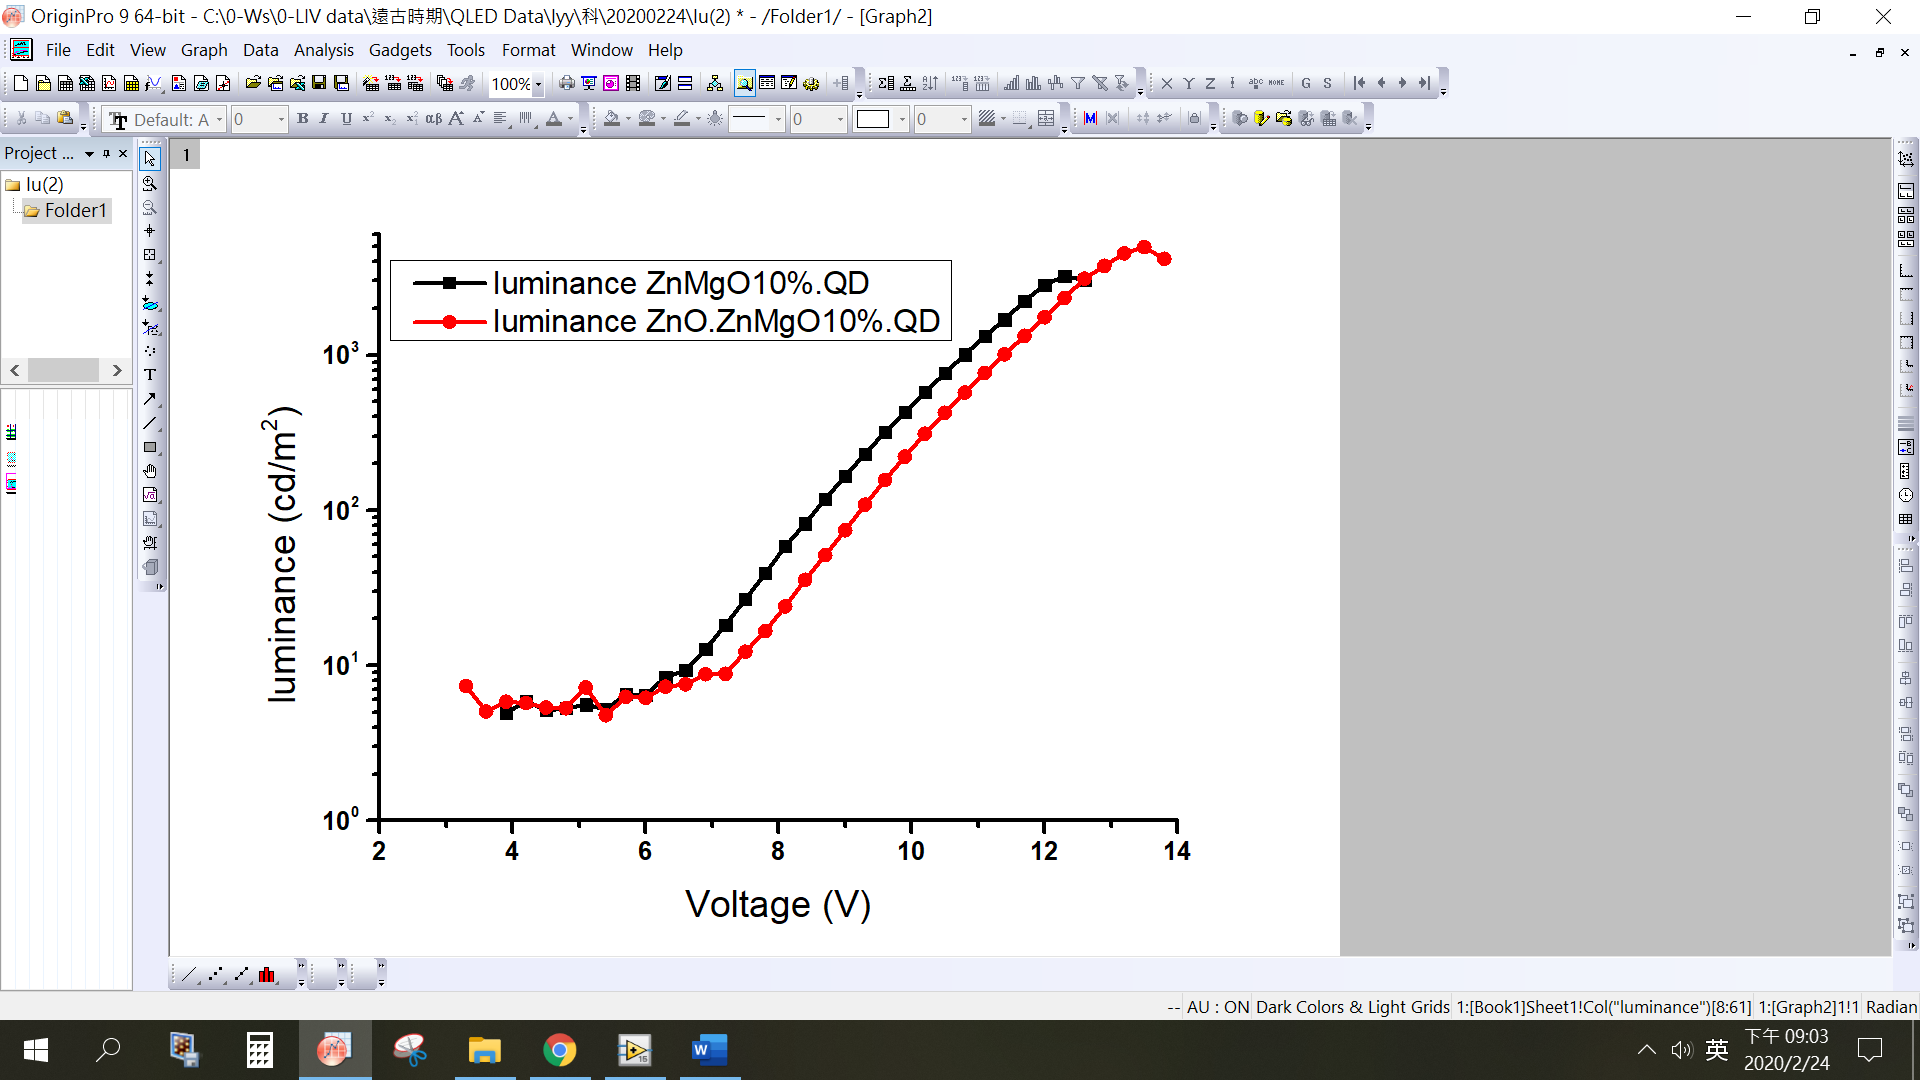 OriginPro 9 64-bit - C:\0-Ws\0-LIV data\遠古時期\QLED Data\lyy\科\20200224\lu(2) * - /Folder1/ - [Graph2]
File Edit View Graph Data Analysis Gadgets Tools Format Window Help
100%
Default: A 0 B I U αβ 0 0
Project ...
1
lu(2)
Folder1
luminance ZnMgO10%.QD
luminance ZnO.ZnMgO10%.QD
10³
10²
10¹
10⁰
luminance (cd/m²)
2 4 6 8 10 12 14
Voltage (V)
-- AU : ON Dark Colors & Light Grids 1:[Book1]Sheet1!Col("luminance")[8:61] 1:[Graph2]1!1 Radian
英 下午 09:03
2020/2/24